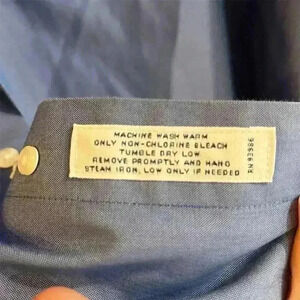 MACHINE WASH WARM
ONLY NON-CHLORINE BLEACH
TUMBLE DRY LOW
REMOVE PROMPTLY AND HANG
STEAM IRON, LOW ONLY IF NEEDED
RN 93986